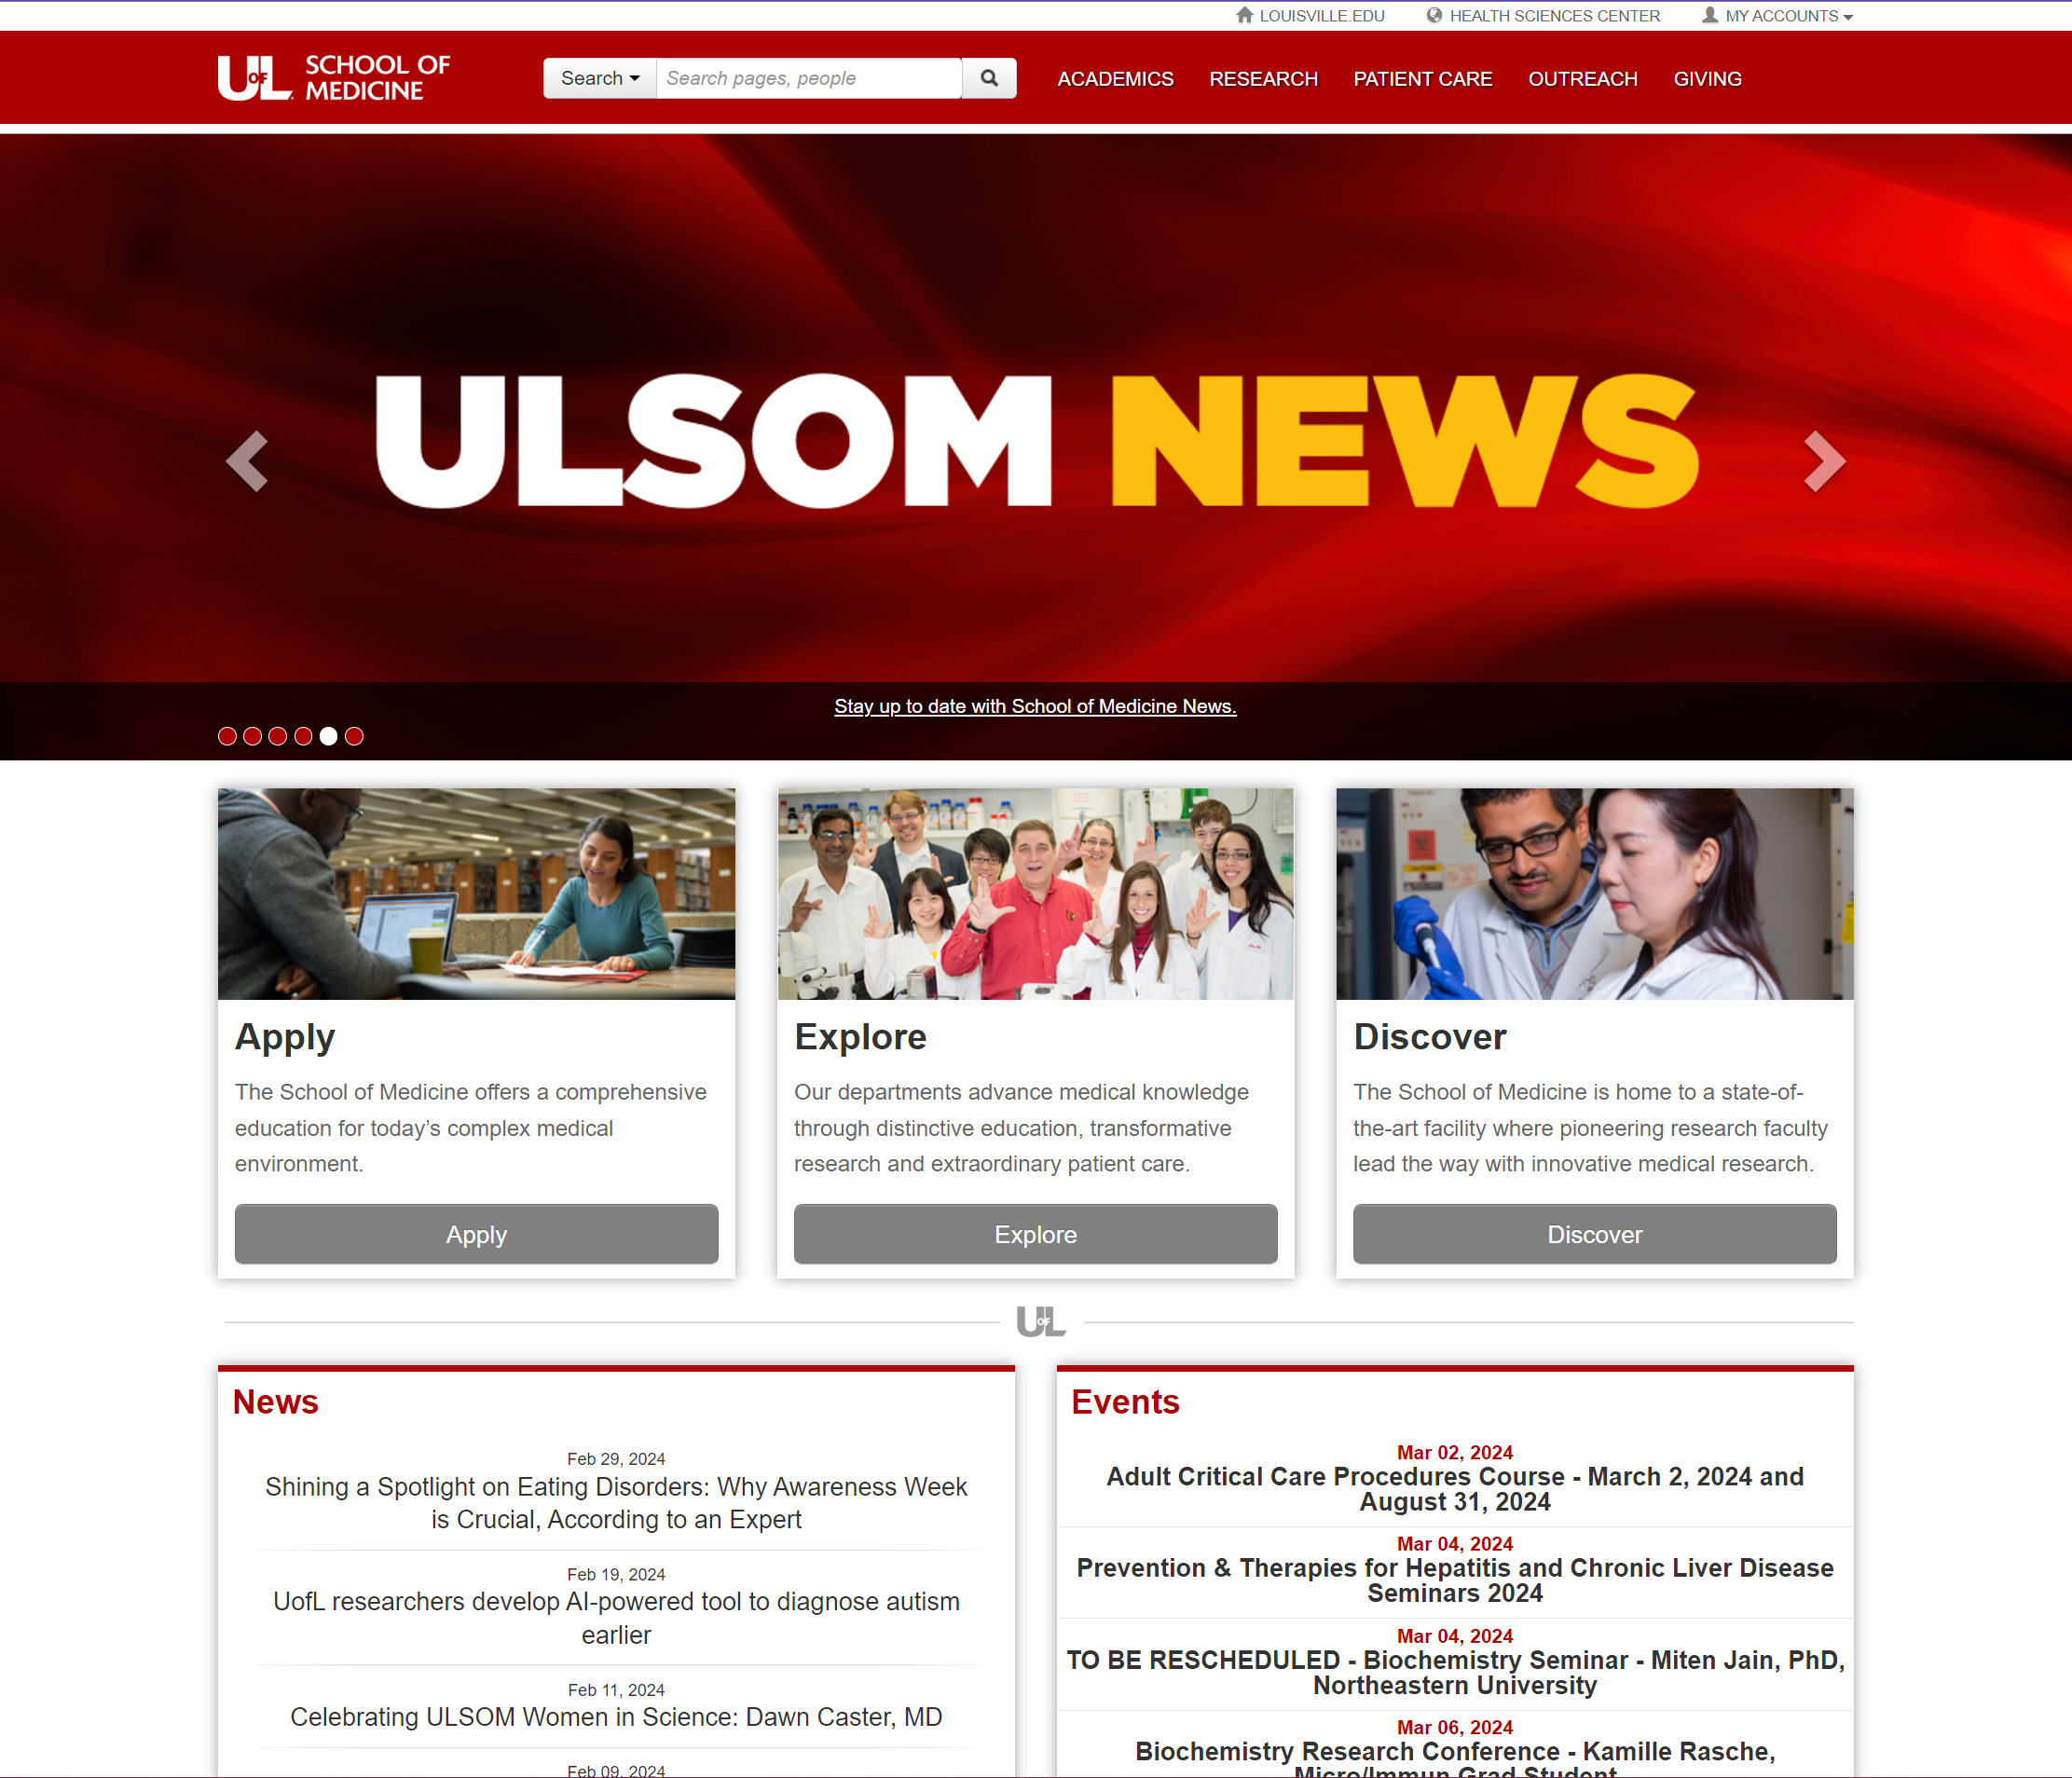 LOUISVILLE.EDU HEALTH SCIENCES CENTER MY ACCOUNTS
UofL SCHOOL OF MEDICINE
Search Search pages, people
ACADEMICS RESEARCH PATIENT CARE OUTREACH GIVING
ULSOM NEWS
Stay up to date with School of Medicine News.
Apply
The School of Medicine offers a comprehensive
education for today’s complex medical
environment.
Apply
Explore
Our departments advance medical knowledge
through distinctive education, transformative
research and extraordinary patient care.
Explore
Discover
The School of Medicine is home to a state-of-
the-art facility where pioneering research faculty
lead the way with innovative medical research.
Discover
UofL
News
Feb 29, 2024
Shining a Spotlight on Eating Disorders: Why Awareness Week
is Crucial, According to an Expert
Feb 19, 2024
UofL researchers develop AI-powered tool to diagnose autism
earlier
Feb 11, 2024
Celebrating ULSOM Women in Science: Dawn Caster, MD
Feb 09, 2024
Events
Mar 02, 2024
Adult Critical Care Procedures Course - March 2, 2024 and
August 31, 2024
Mar 04, 2024
Prevention & Therapies for Hepatitis and Chronic Liver Disease
Seminars 2024
Mar 04, 2024
TO BE RESCHEDULED - Biochemistry Seminar - Miten Jain, PhD,
Northeastern University
Mar 06, 2024
Biochemistry Research Conference - Kamille Rasche,
Micro/Immun Grad Student